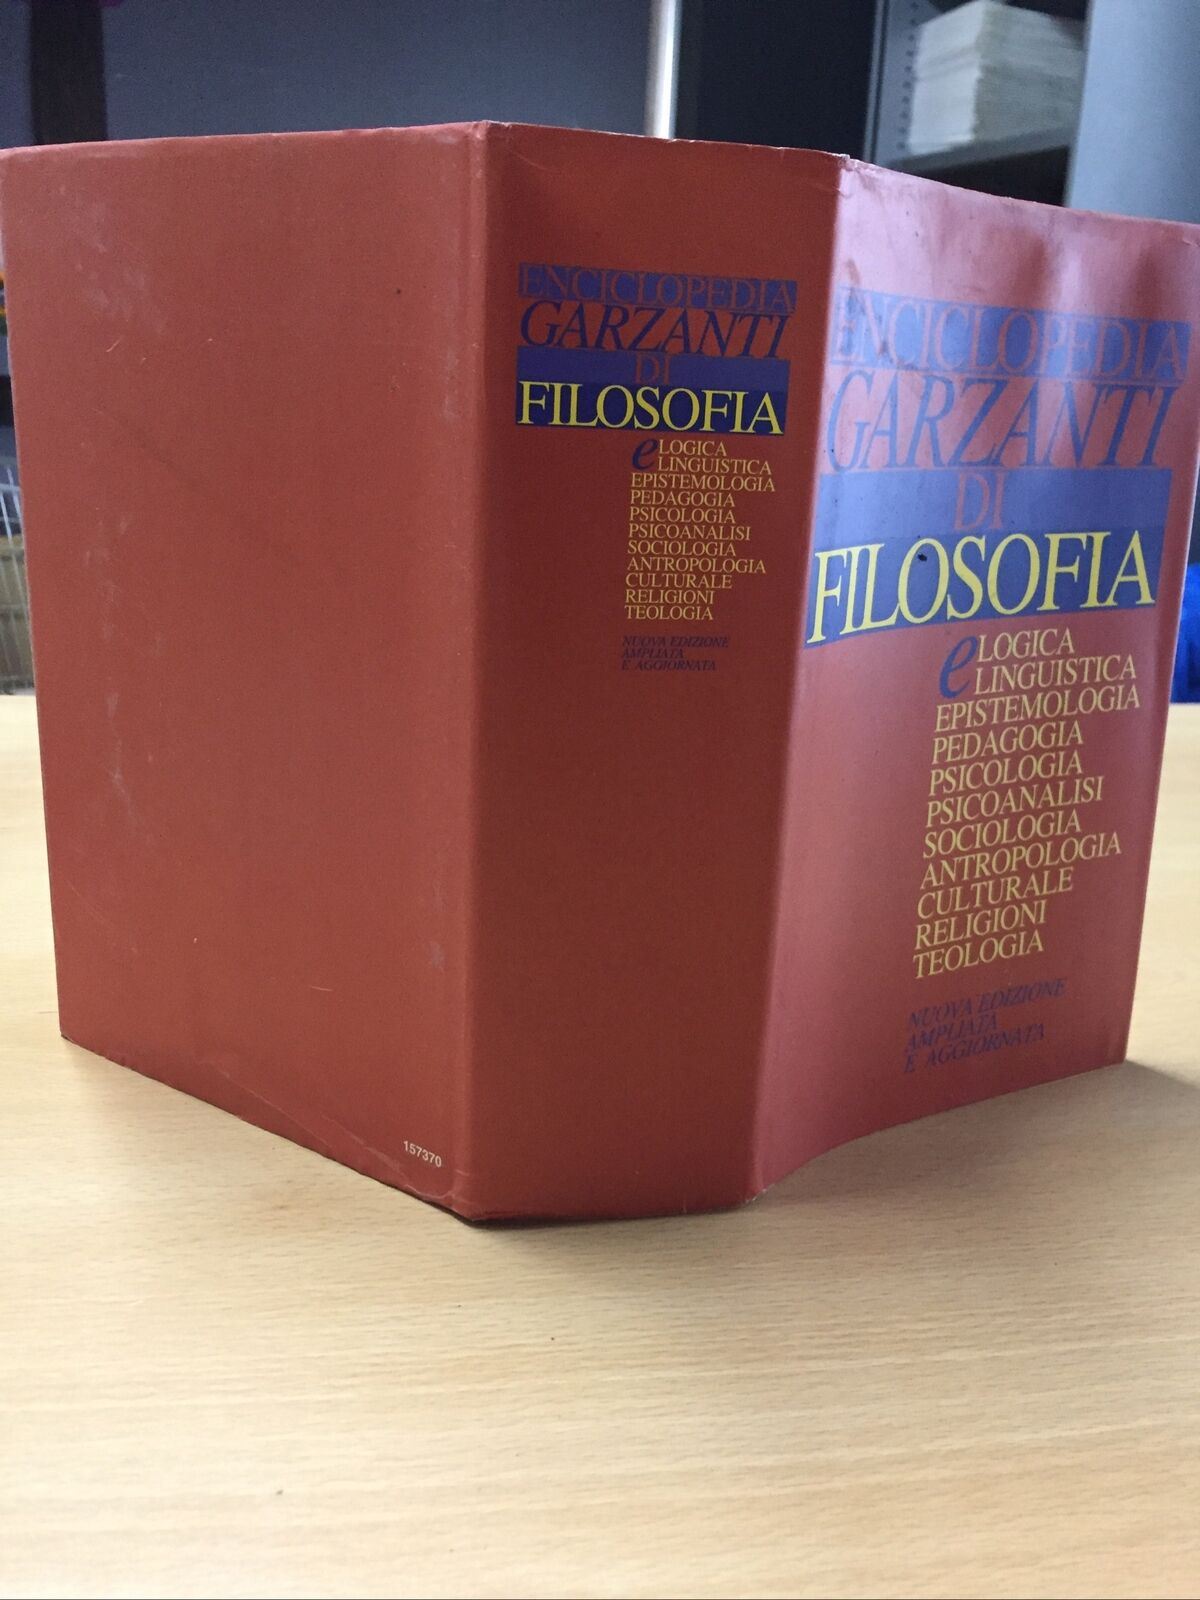 ENCICLOPEDIA
GARZANTI
DI
FILOSOFIA
e LOGICA
LINGUISTICA
EPISTEMOLOGIA
PEDAGOGIA
PSICOLOGIA
PSICOANALISI
SOCIOLOGIA
ANTROPOLOGIA
CULTURALE
RELIGIONI
TEOLOGIA
NUOVA EDIZIONE
AMPLIATA
E AGGIORNATA
157370
ENCICLOPEDIA
GARZANTI
DI
FILOSOFIA
e LOGICA
LINGUISTICA
EPISTEMOLOGIA
PEDAGOGIA
PSICOLOGIA
PSICOANALISI
SOCIOLOGIA
ANTROPOLOGIA
CULTURALE
RELIGIONI
TEOLOGIA
NUOVA EDIZIONE
AMPLIATA
E AGGIORNATA